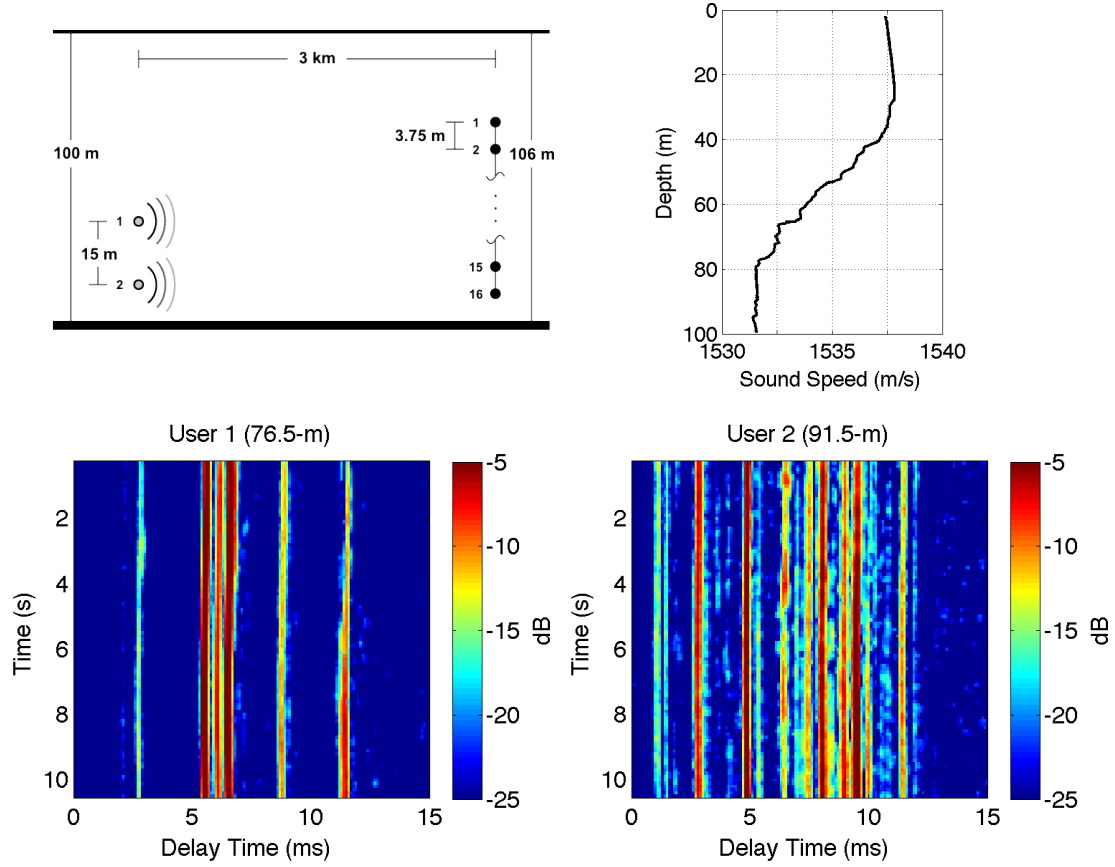 3 km
1
3.75 m
2
100 m
106 m
1
15 m
2
15
16
0
20
40
60
80
100
Depth (m)
1530
1535
1540
Sound Speed (m/s)
User 1 (76.5-m)
2
4
6
8
10
Time (s)
0
5
10
15
Delay Time (ms)
-5
-10
-15
-20
-25
dB
User 2 (91.5-m)
2
4
6
8
10
Time (s)
0
5
10
15
Delay Time (ms)
-5
-10
-15
-20
-25
dB